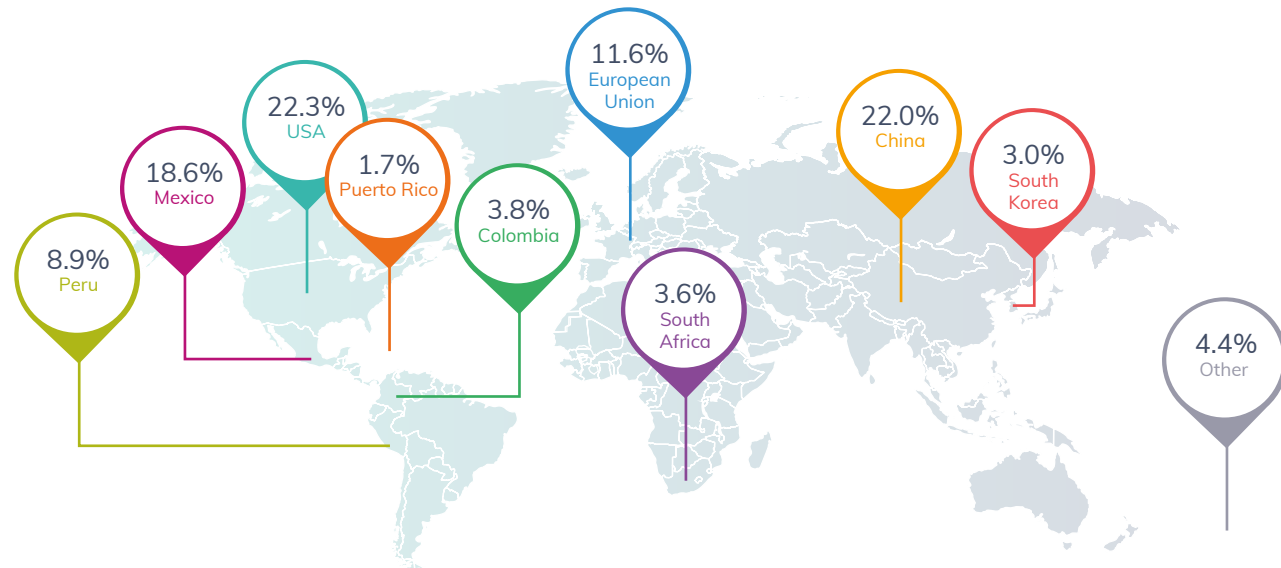 11.6%
European
Union
22.3%
USA
22.0%
China
1.7%
Puerto Rico
3.0%
South
Korea
18.6%
Mexico
3.8%
Colombia
8.9%
Peru
3.6%
South
Africa
4.4%
Other